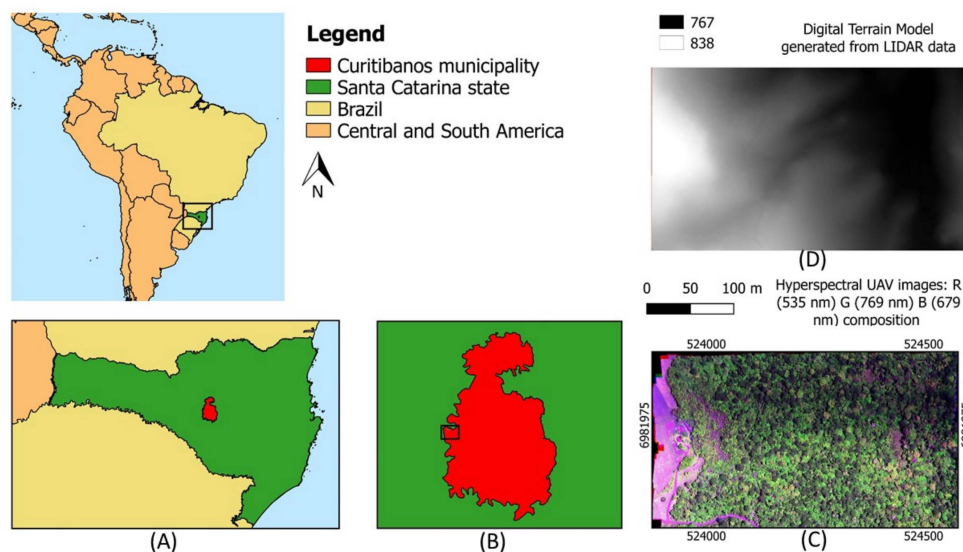 Legend
Curitibanos municipality
Santa Catarina state
Brazil
Central and South America
N
767
838
Digital Terrain Model
generated from LIDAR data
(D)
0 50 100 m
Hyperspectral UAV images: R
(535 nm) G (769 nm) B (679
nm) composition
524000 524500
6981975
524000 524500
(A)
(B)
(C)